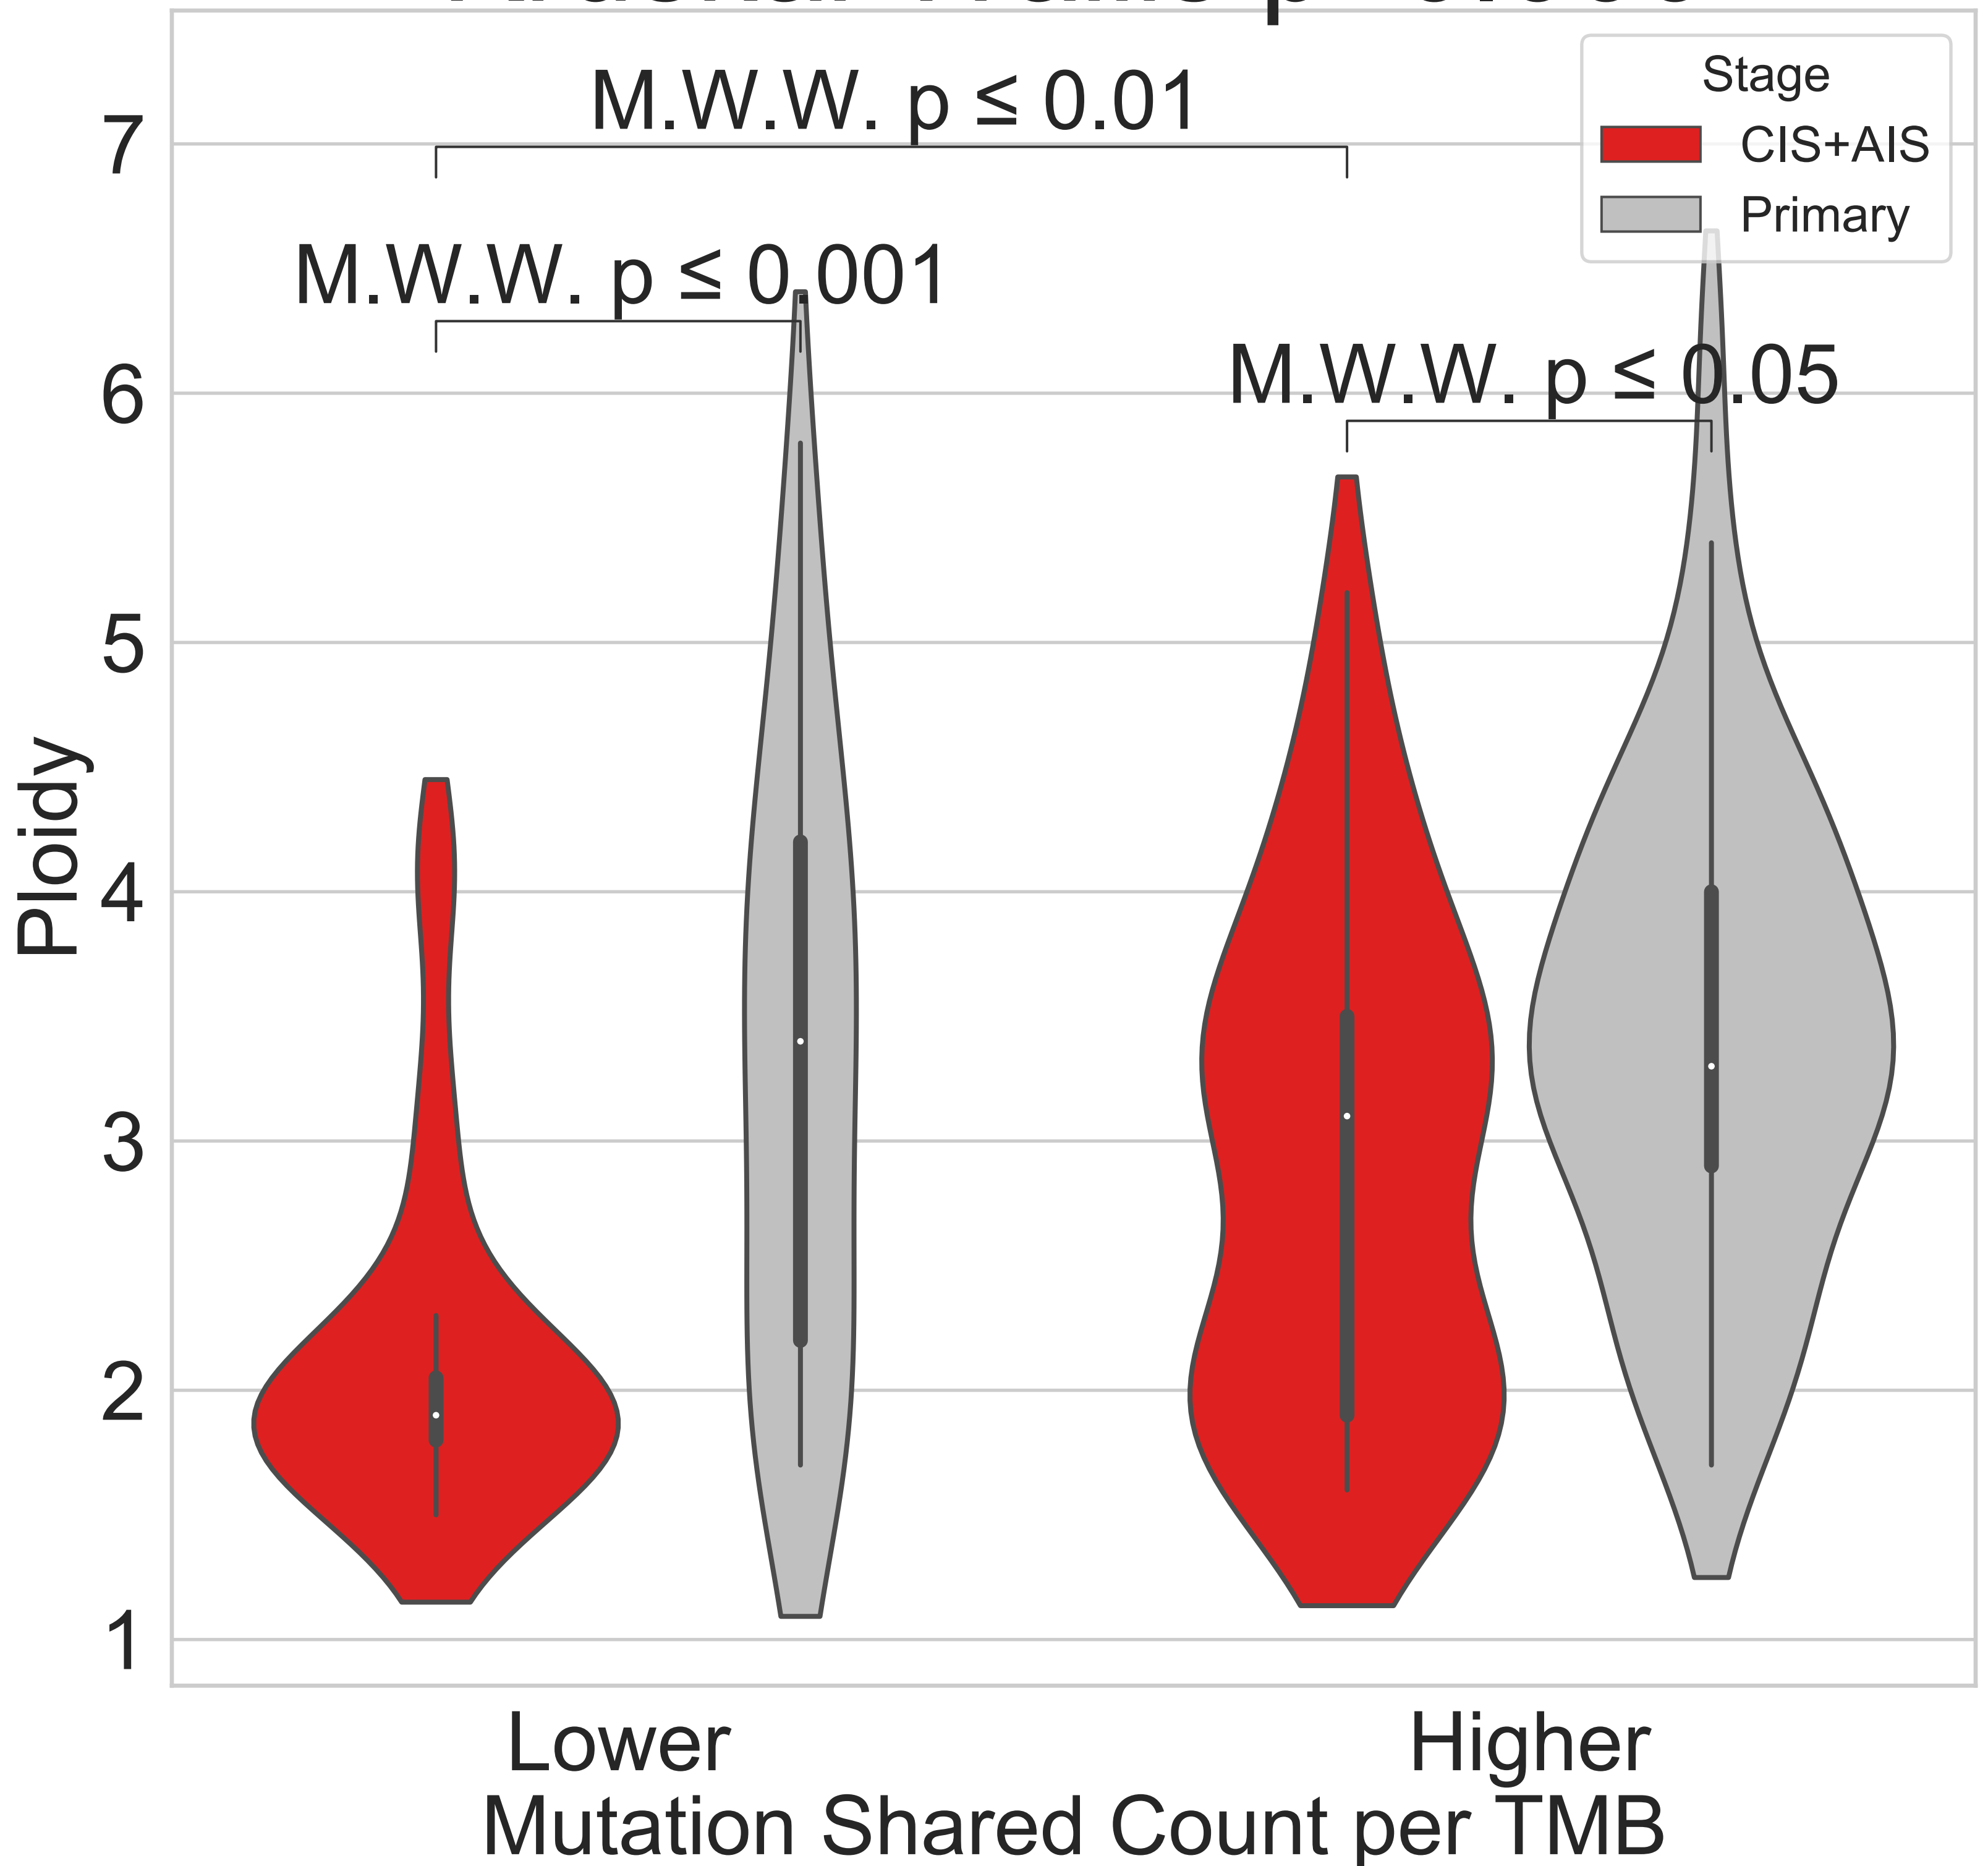 M.W.W. p ≤ 0.01
Stage
CIS+AIS
Primary
M.W.W. p ≤ 0.001
M.W.W. p ≤ 0.05
7
6
5
4
3
2
1
Ploidy
Lower
Higher
Mutation Shared Count per TMB